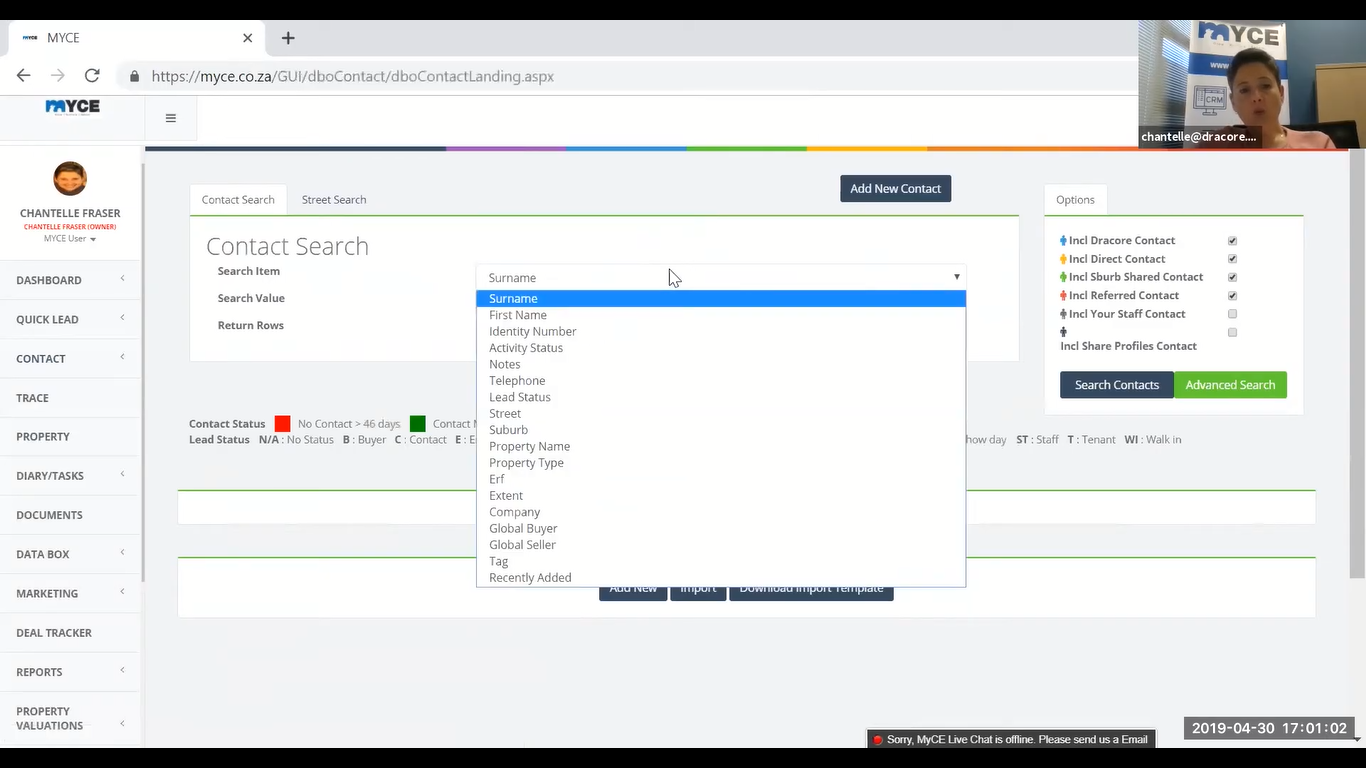 MYCE
https://myce.co.za/GUI/dboContact/dboContactLanding.aspx
MYCE
www.
CRM
chantelle@dracore....
MYCE
CHANTELLE FRASER
CHANTELLE FRASER (OWNER)
MYCE User
DASHBOARD
QUICK LEAD
CONTACT
TRACE
PROPERTY
DIARY/TASKS
DOCUMENTS
DATA BOX
MARKETING
DEAL TRACKER
REPORTS
PROPERTY
VALUATIONS
Contact Search Street Search
Add New Contact
Contact Search
Search Item
Search Value
Return Rows
Surname
Surname
First Name
Identity Number
Activity Status
Notes
Telephone
Lead Status
Street
Suburb
Property Name
Property Type
Erf
Extent
Company
Global Buyer
Global Seller
Tag
Recently Added
Options
Incl Dracore Contact
Incl Direct Contact
Incl Sburb Shared Contact
Incl Referred Contact
Incl Your Staff Contact
Incl Share Profiles Contact
Search Contacts Advanced Search
Contact Status No Contact > 46 days Contact
Lead Status N/A : No Status B : Buyer C : Contact E : how day ST : Staff T : Tenant WI : Walk in
Add New Import Download Import Template
Sorry, MyCE Live Chat is offline. Please send us a Email
2019-04-30 17:01:02